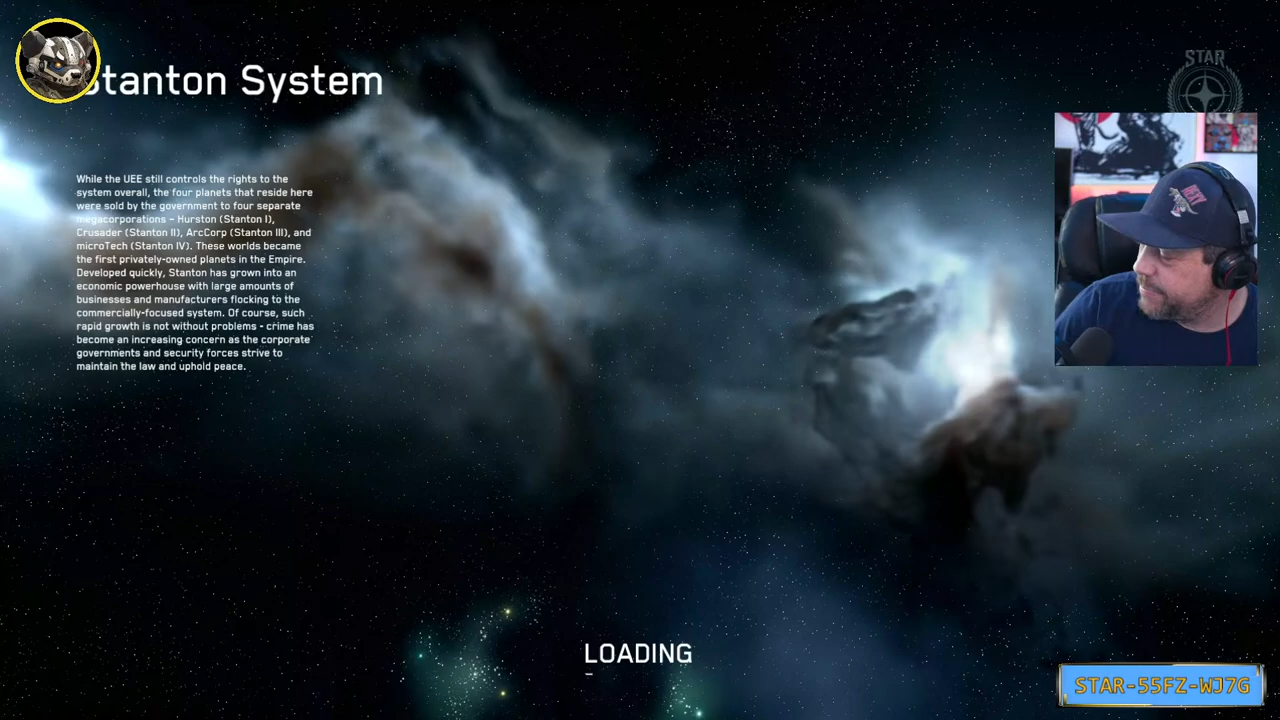 Stanton System
STAR
While the UEE still controls the rights to the
system overall, the four planets that reside here
were sold by the government to four separate
megacorporations – Hurston (Stanton I),
Crusader (Stanton II), ArcCorp (Stanton III), and
microTech (Stanton IV). These worlds became
the first privately-owned planets in the Empire.
Developed quickly, Stanton has grown into an
economic powerhouse with large amounts of
businesses and manufacturers flocking to the
commercially-focused system. Of course, such
rapid growth is not without problems - crime has
become an increasing concern as the corporate
governments and security forces strive to
maintain the law and uphold peace.
LOADING
STAR-55FZ-WJ7G